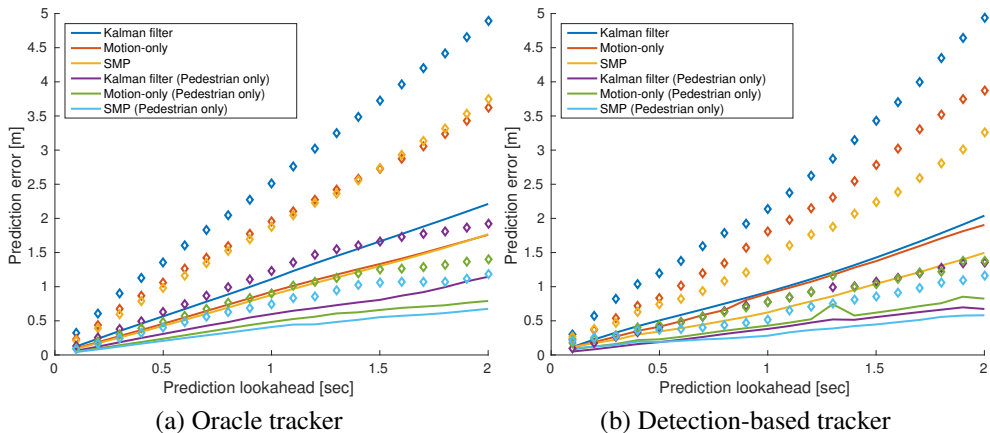 5
4.5
4
3.5
3
2.5
2
1.5
1
0.5
0
Prediction error [m]
Kalman filter
Motion-only
SMP
Kalman filter (Pedestrian only)
Motion-only (Pedestrian only)
SMP (Pedestrian only)
0 0.5 1 1.5 2
Prediction lookahead [sec]
(a) Oracle tracker
5
4.5
4
3.5
3
2.5
2
1.5
1
0.5
0
Prediction error [m]
Kalman filter
Motion-only
SMP
Kalman filter (Pedestrian only)
Motion-only (Pedestrian only)
SMP (Pedestrian only)
0 0.5 1 1.5 2
Prediction lookahead [sec]
(b) Detection-based tracker